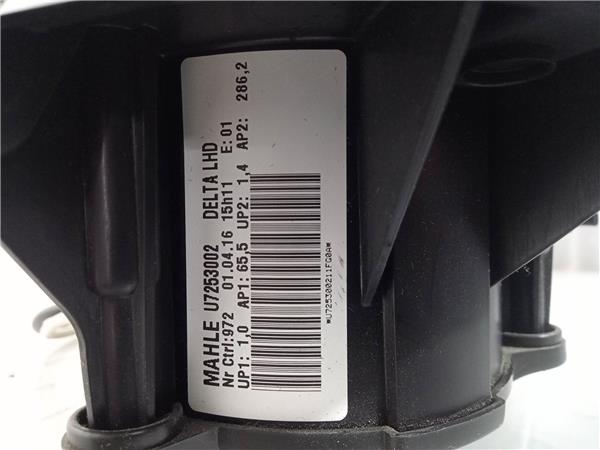 MAHLE U7253002 DELTA LHD
Nr Ctrl:972 01.04.16 15h11 E: 01
UP1: 1,0 AP1: 65,5 UP2: 1,4 AP2: 286,2
*U725300211FG0A*